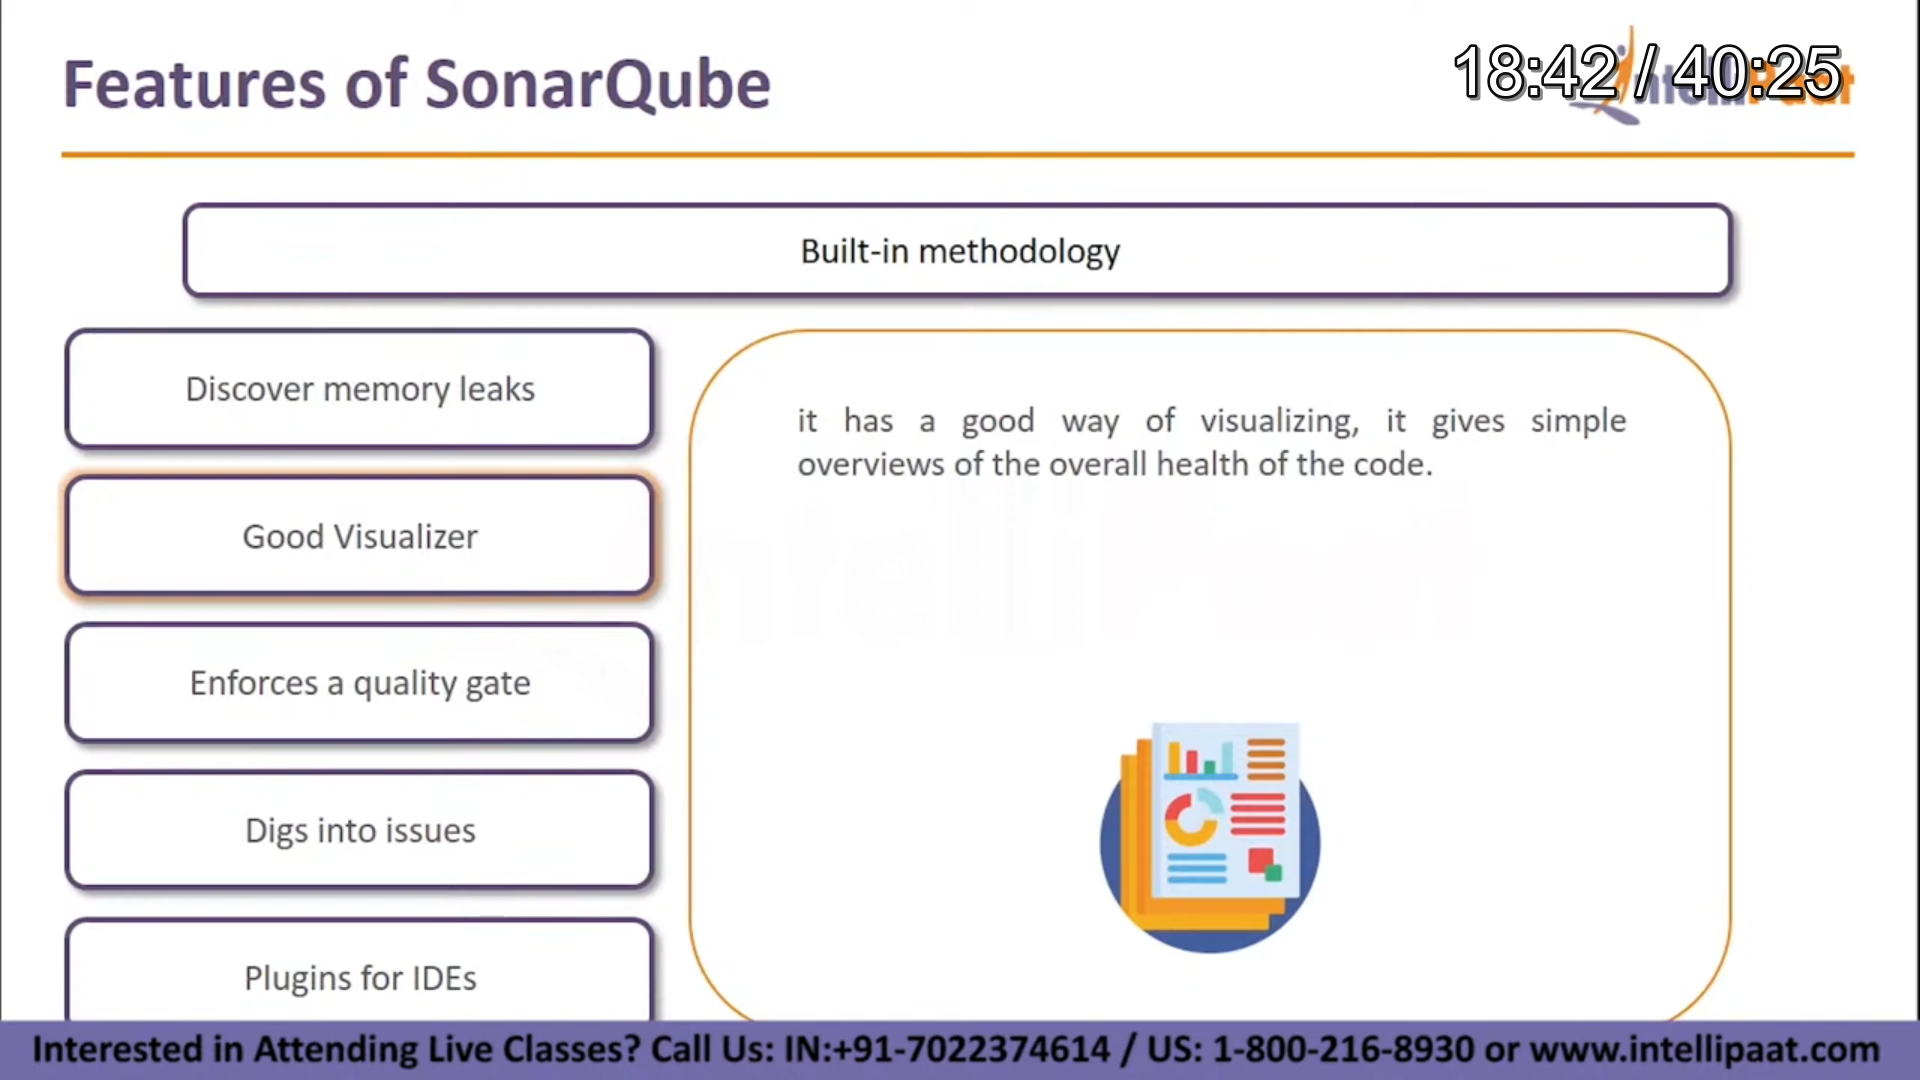 Features of SonarQube
18:42 / 40:25
IntelliPaat
Built-in methodology
Discover memory leaks
Good Visualizer
Enforces a quality gate
Digs into issues
Plugins for IDEs
it has a good way of visualizing, it gives simple
overviews of the overall health of the code.
Interested in Attending Live Classes? Call Us: IN:+91-7022374614 / US: 1-800-216-8930 or www.intellipaat.com